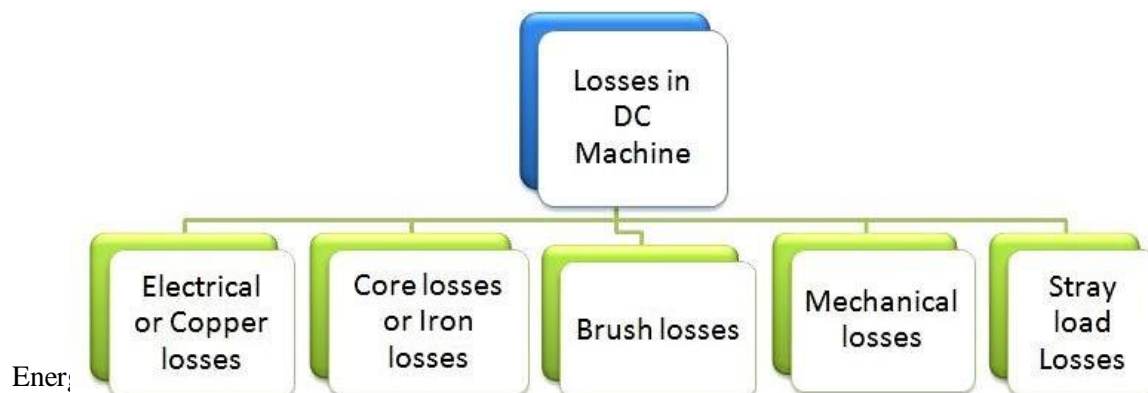 Losses in
DC
Machine
Electrical
or Copper
losses
Core losses
or Iron
losses
Brush losses
Mechanical
losses
Stray
load
Losses